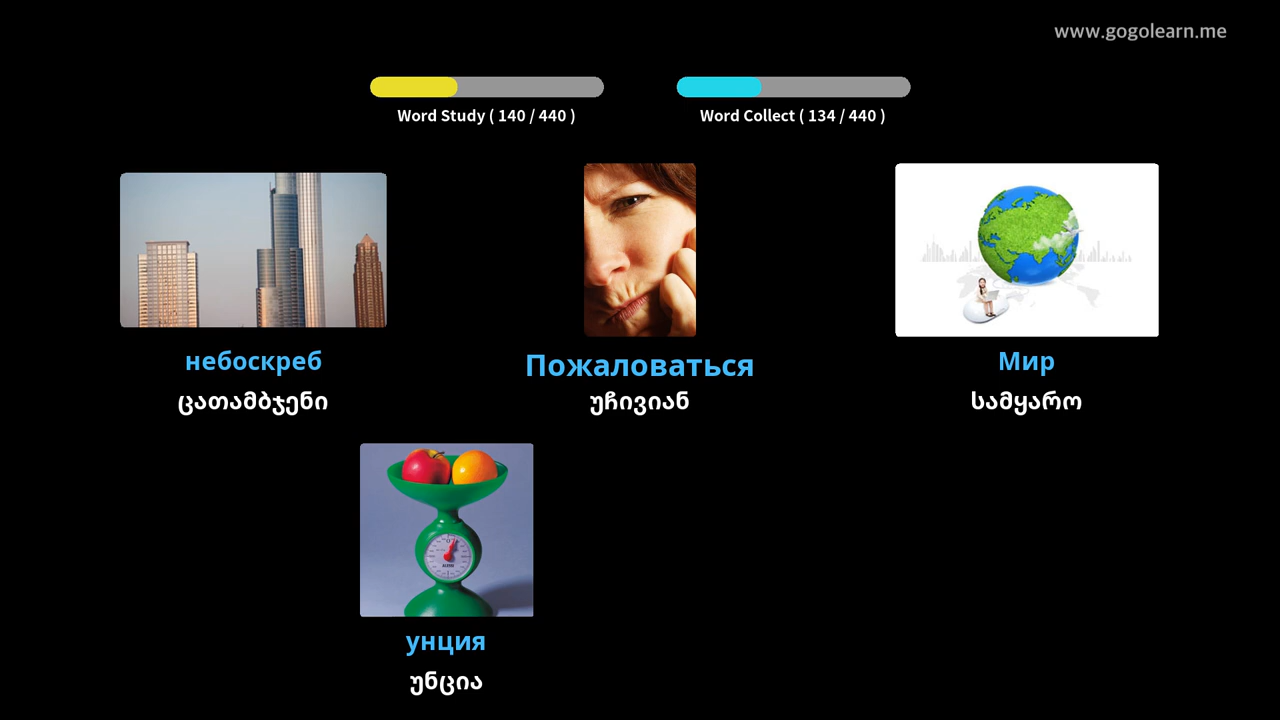 www.gogolearn.me
Word Study ( 140 / 440 )
Word Collect ( 134 / 440 )
небоскреб
ცათამბჯენი
Пожаловаться
უჩივიან
Мир
სამყარო
унция
უნცია